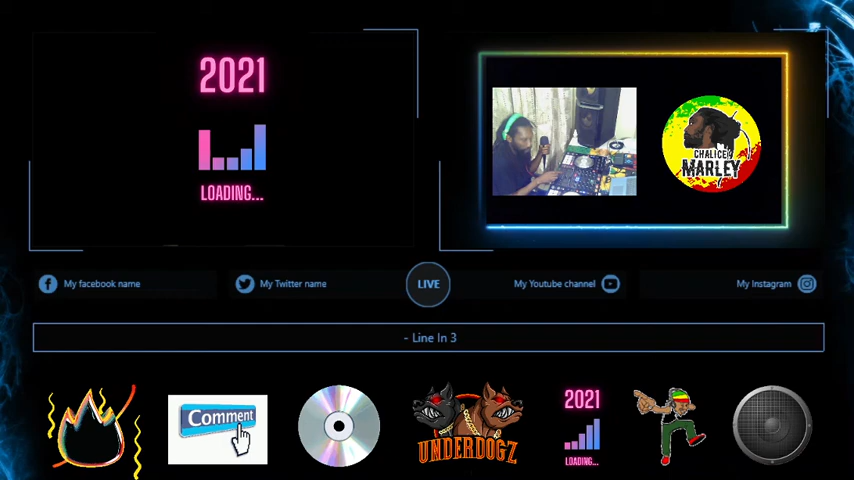 2021
LOADING...
CHALICE
MARLEY
My facebook name
My Twitter name
LIVE
My Youtube channel
My Instagram
- Line In 3
Comment
UNDERDOGZ
2021
LOADING...